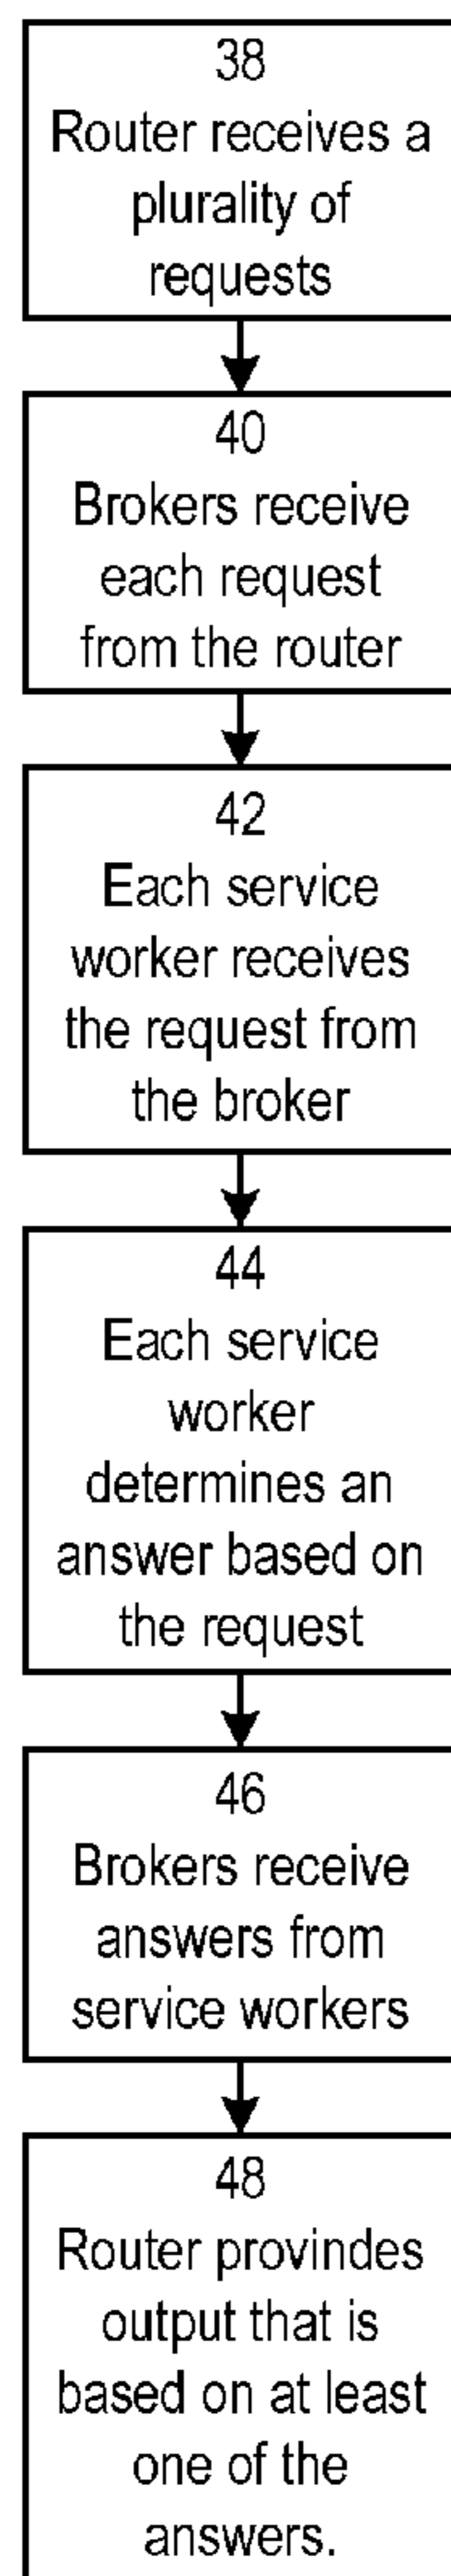 38
Router receives a
plurality of
requests
40
Brokers receive
each request
from the router
42
Each service
worker receives
the request from
the broker
44
Each service
worker
determines an
answer based on
the request
46
Brokers receive
answers from
service workers
48
Router provindes
output that is
based on at least
one of the
answers.